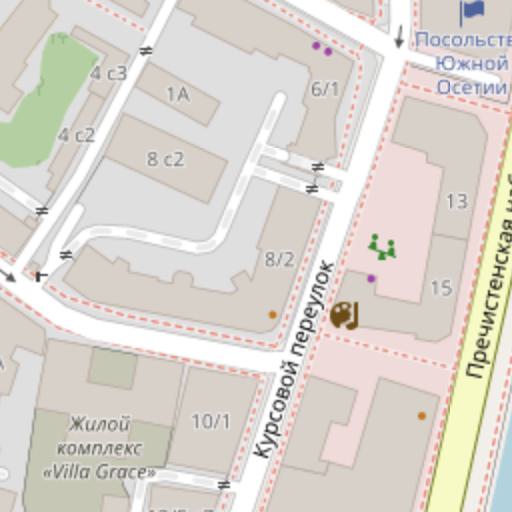 Посольств
Южной
Осетии
4 с3
1А
6/1
4 с2
8 с2
13
8/2
15
Курсовой переулок
Пречистенская наб
10/1
Жилой
комплекс
«Villa Grace»